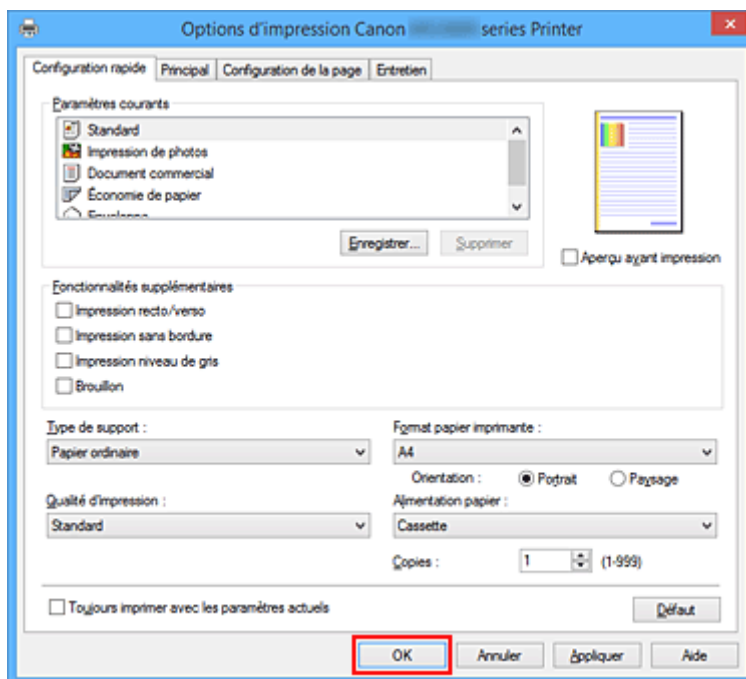 Options d'impression Canon series Printer
Configuration rapide Principal Configuration de la page Entretien
Paramètres courants
Standard
Impression de photos
Document commercial
Économie de papier
Enregistrer... Supprimer
Aperçu avant impression
Fonctionnalités supplémentaires
Impression recto/verso
Impression sans bordure
Impression niveau de gris
Brouillon
Type de support :
Papier ordinaire
Format papier imprimante :
A4
Orientation : Portrait Paysage
Qualité d'impression :
Standard
Alimentation papier :
Cassette
Copies : 1 (1-999)
Toujours imprimer avec les paramètres actuels
Défaut
OK Annuler Appliquer Aide